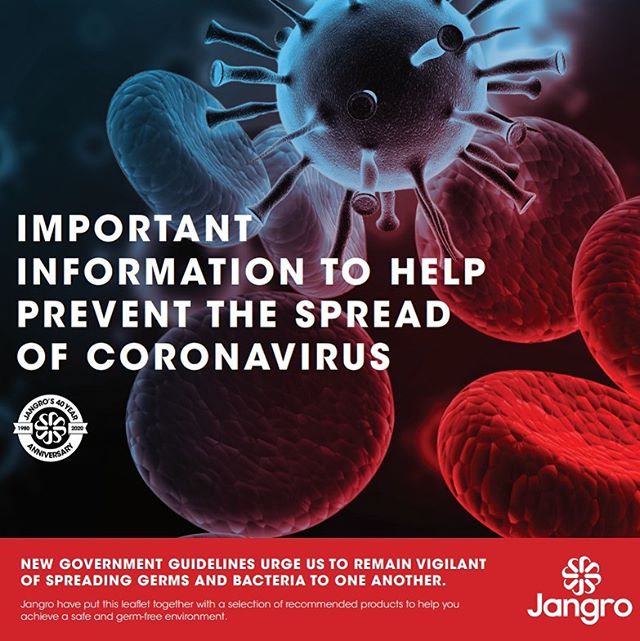 IMPORTANT
INFORMATION TO HELP
PREVENT THE SPREAD
OF CORONAVIRUS
JANGRO'S 40 YEAR
1980 2020
ANNIVERSARY
NEW GOVERNMENT GUIDELINES URGE US TO REMAIN VIGILANT
OF SPREADING GERMS AND BACTERIA TO ONE ANOTHER.
Jangro have put this leaflet together with a selection of recommended products to help you
achieve a safe and germ-free environment.
Jangro